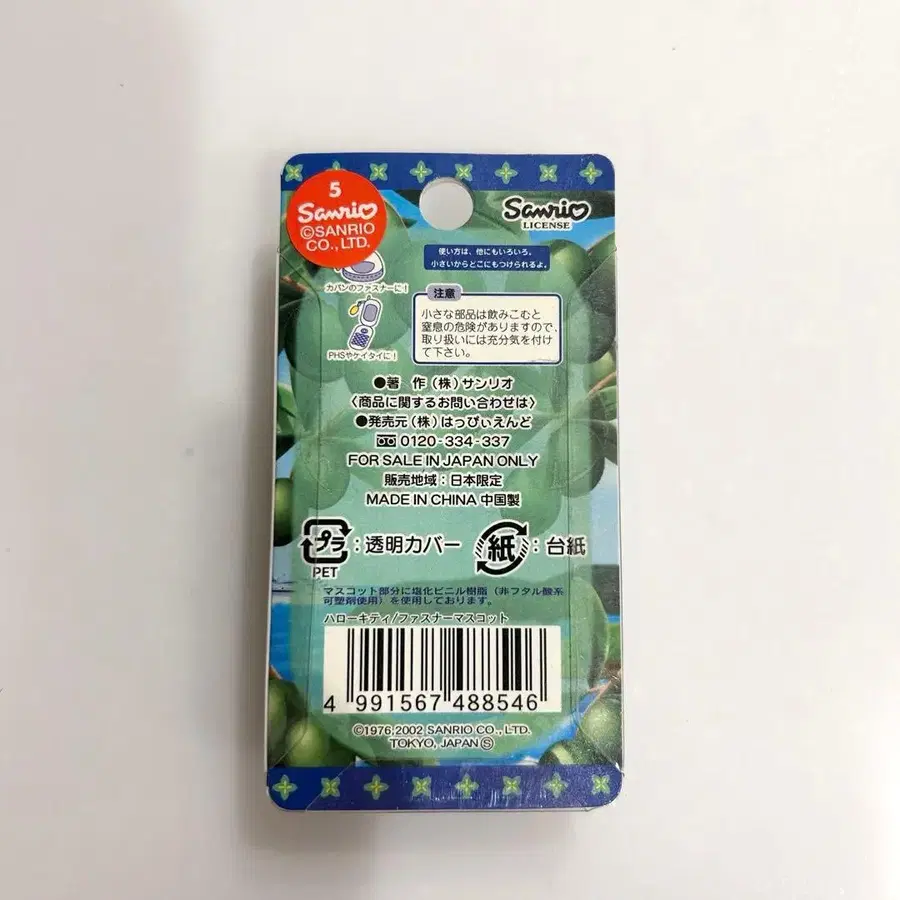 5
Sanrio
©SANRIO
CO., LTD.
Sanrio
LICENSE
使い方は、他にもいろいろ。
小さいからどこにもつけられるよ。
カバンのファスナーに!
PHSやケイタイに!
注意
小さな部品は飲みこむと
窒息の危険がありますので、
取り扱いには充分気を付け
て下さい。
●著 作(株)サンリオ
〈商品に関するお問い合わせは〉
●発売元(株)はっぴぃえんど
0120-334-337
FOR SALE IN JAPAN ONLY
販売地域:日本限定
MADE IN CHINA 中国製
プラ:透明カバー
PET
紙:台紙
マスコット部分に塩化ビニル樹脂(非フタル酸系
可塑剤使用)を使用しております。
ハローキティ/ファスナーマスコット
4 991567 488546
©1976,2002 SANRIO CO., LTD.
TOKYO, JAPAN Ⓢ